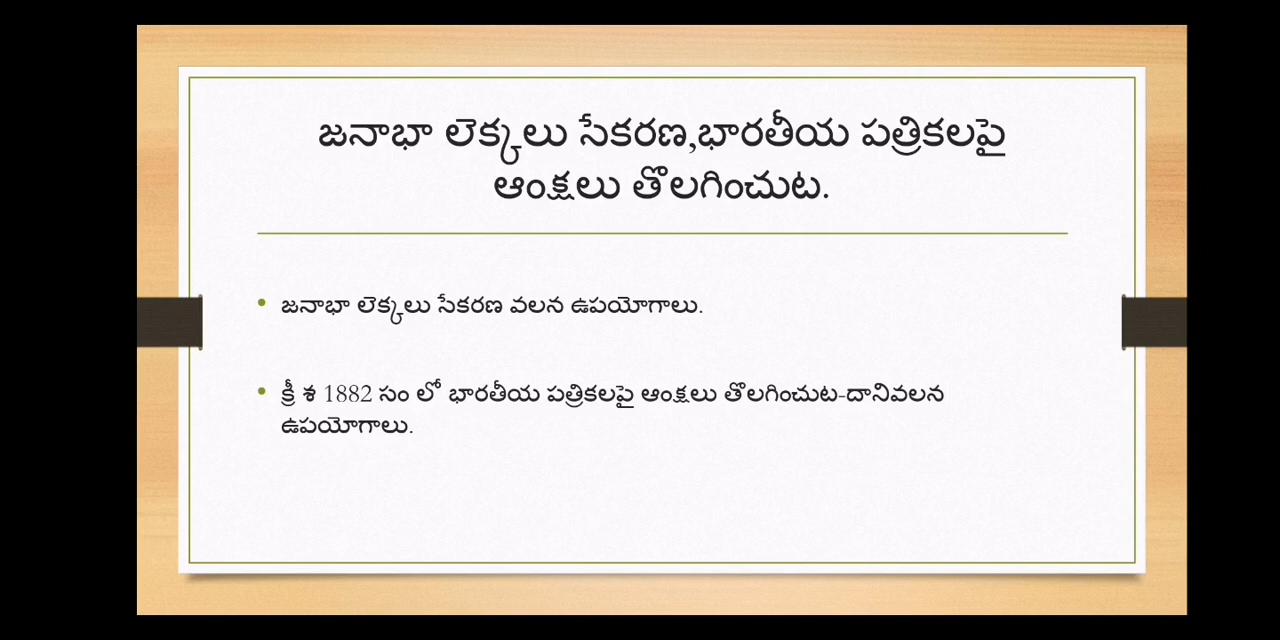 జనాభా లెక్కలు సేకరణ,భారతీయ పత్రికలపై
ఆంక్షలు తొలగించుట.
• జనాభా లెక్కలు సేకరణ వలన ఉపయోగాలు.
• క్రీ శ 1882 సం లో భారతీయ పత్రికలపై ఆంక్షలు తొలగించుట-దానివలన
ఉపయోగాలు.